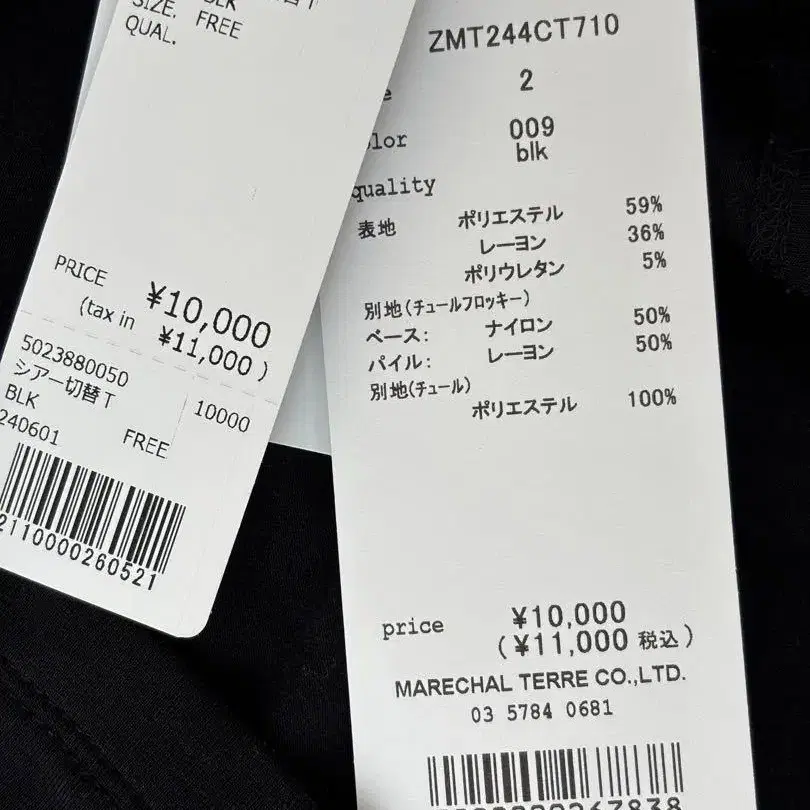 BLK
SIZE. FREE
QUAL.
PRICE ¥10,000
(tax in ¥11,000 )
5023880050
シアー切替T 10000
BLK
240601 FREE
2110000260521
ZMT244CT710
2
009
blk
quality
表地 ポリエステル 59%
レーヨン 36%
ポリウレタン 5%
別地(チュールフロッキー)
ベース: ナイロン 50%
パイル: レーヨン 50%
別地(チュール)
ポリエステル 100%
price ¥10,000
(¥11,000 税込)
MARECHAL TERRE CO.,LTD.
03 5784 0681